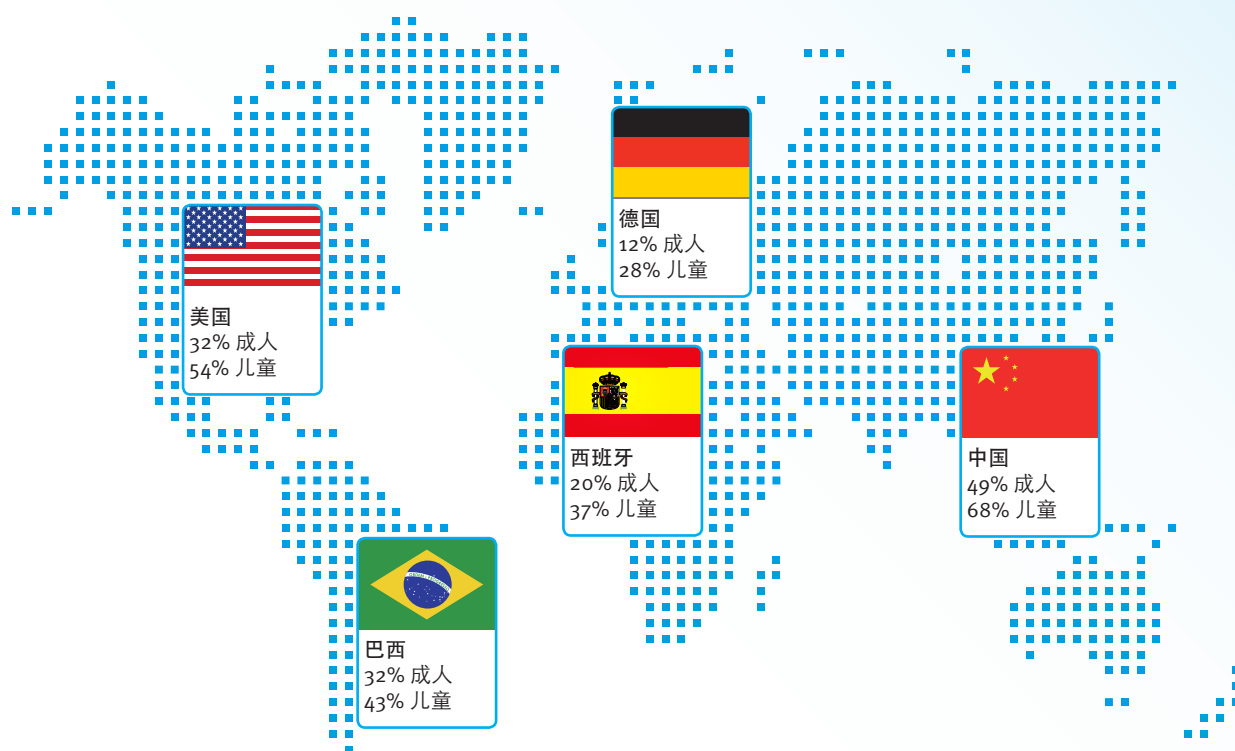 德国
12% 成人
28% 儿童
美国
32% 成人
54% 儿童
西班牙
20% 成人
37% 儿童
中国
49% 成人
68% 儿童
巴西
32% 成人
43% 儿童